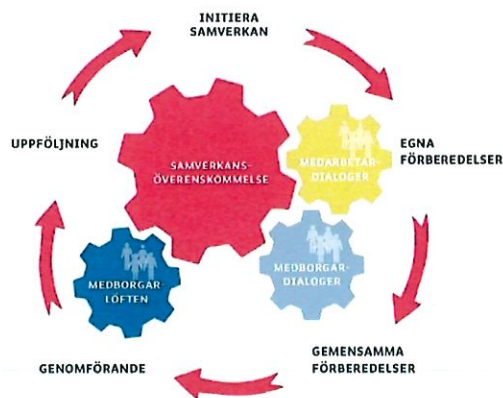 INITIERA
SAMVERKAN
EGNA
FÖRBEREDELSER
GEMENSAMMA
FÖRBEREDELSER
GENOMFÖRANDE
UPPFÖLJNING
SAMVERKANS-
ÖVERENSKOMMELSE
MEDARBETAR-
DIALOGER
MEDBORGAR-
DIALOGER
MEDBORGAR-
LÖFTEN